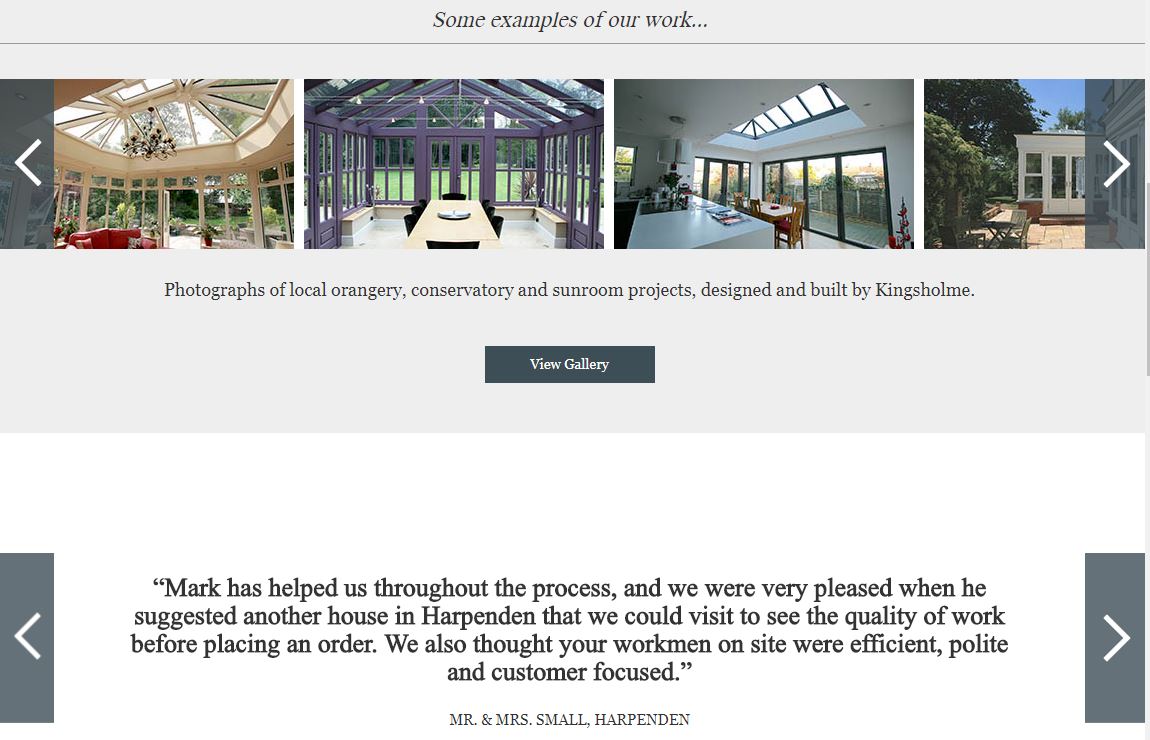 Some examples of our work...
Photographs of local orangery, conservatory and sunroom projects, designed and built by Kingsholme.
View Gallery
“Mark has helped us throughout the process, and we were very pleased when he
suggested another house in Harpenden that we could visit to see the quality of work
before placing an order. We also thought your workmen on site were efficient, polite
and customer focused.”
MR. & MRS. SMALL, HARPENDEN